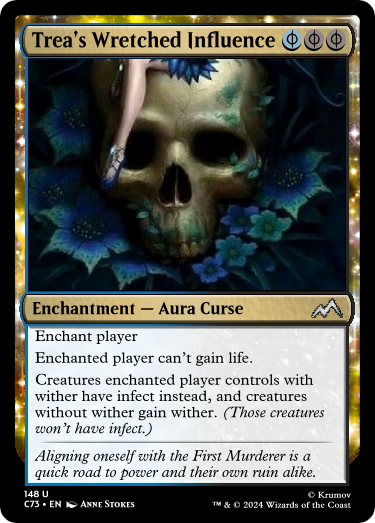 Trea's Wretched Influence
Enchantment — Aura Curse
Enchant player
Enchanted player can't gain life.
Creatures enchanted player controls with
wither have infect instead, and creatures
without wither gain wither. (Those creatures
won't have infect.)
Aligning oneself with the First Murderer is a
quick road to power and their own ruin alike.
148 U
© Krumov
C73 • EN Anne Stokes
™ & © 2024 Wizards of the Coast